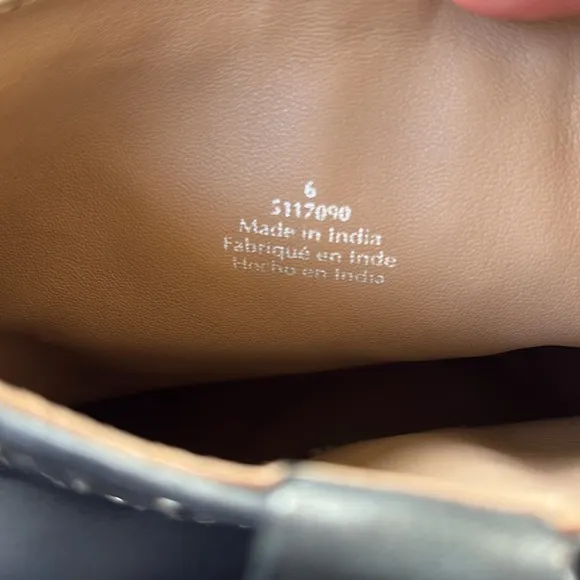 6
5117090
Made in India
Fabriqué en Inde
Hecho en India